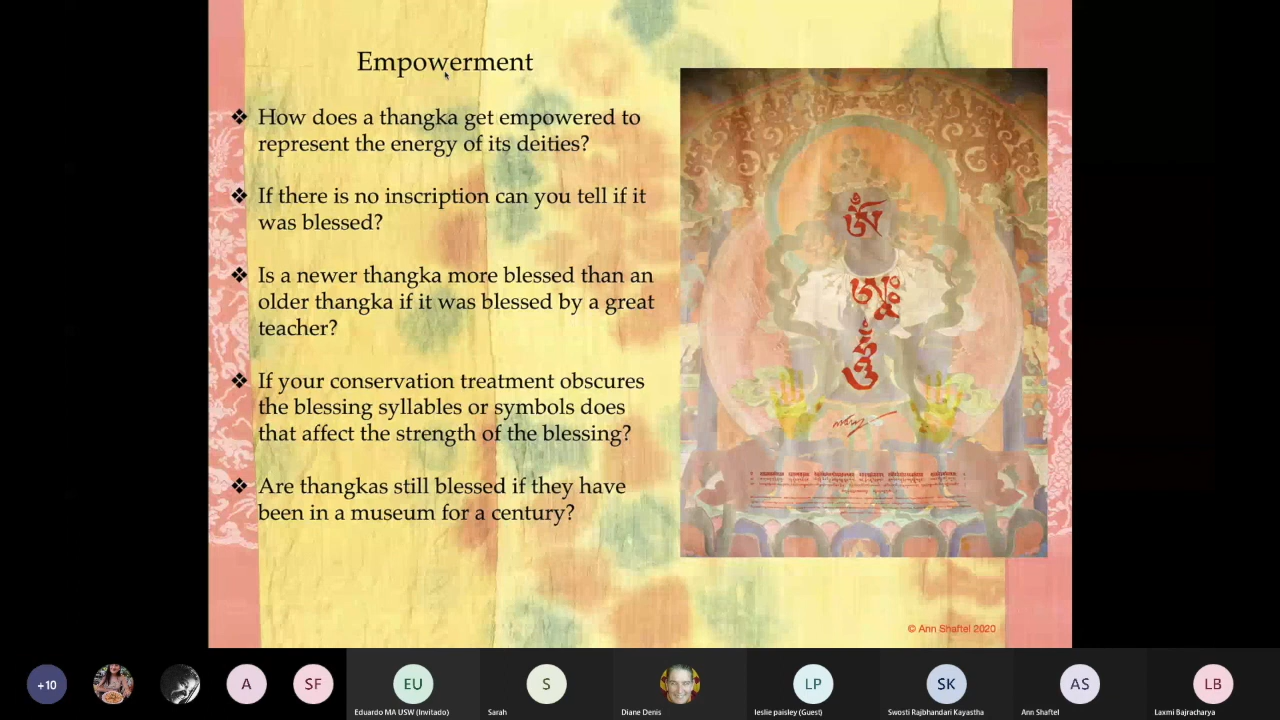 Empowerment
❖ How does a thangka get empowered to
represent the energy of its deities?
❖ If there is no inscription can you tell if it
was blessed?
❖ Is a newer thangka more blessed than an
older thangka if it was blessed by a great
teacher?
❖ If your conservation treatment obscures
the blessing syllables or symbols does
that affect the strength of the blessing?
❖ Are thangkas still blessed if they have
been in a museum for a century?
ཨོཾ
ཨཱཿ
ཧཱུྃ
© Ann Shaftel 2020
+10
A
SF
EU
S
LP
SK
AS
LB
Eduardo MA USW (Invitado)
Sarah
Diane Denis
leslie paisley (Guest)
Swosti Rajbhandari Kayastha
Ann Shaftel
Laxmi Bajracharya